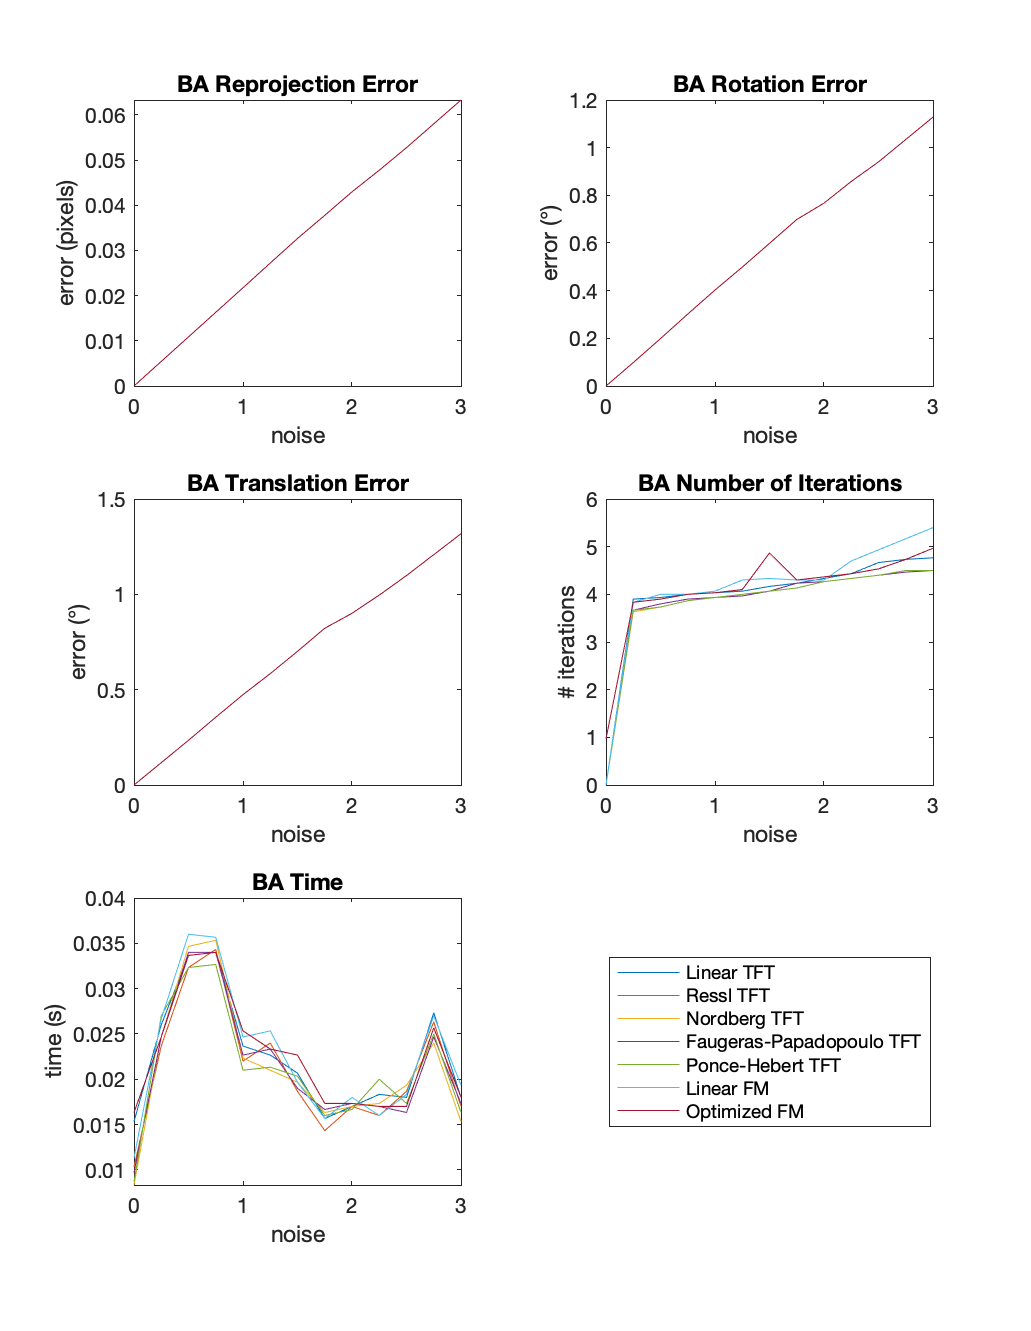 BA Reprojection Error
0.06
0.05
0.04
0.03
0.02
0.01
0
error (pixels)
0 1 2 3
noise
BA Rotation Error
1.2
1
0.8
0.6
0.4
0.2
0
error (°)
0 1 2 3
noise
BA Translation Error
1.5
1
0.5
0
error (°)
0 1 2 3
noise
BA Number of Iterations
6
5
4
3
2
1
0
# iterations
0 1 2 3
noise
BA Time
0.04
0.035
0.03
0.025
0.02
0.015
0.01
time (s)
0 1 2 3
noise
Linear TFT
Ressl TFT
Nordberg TFT
Faugeras-Papadopoulo TFT
Ponce-Hebert TFT
Linear FM
Optimized FM